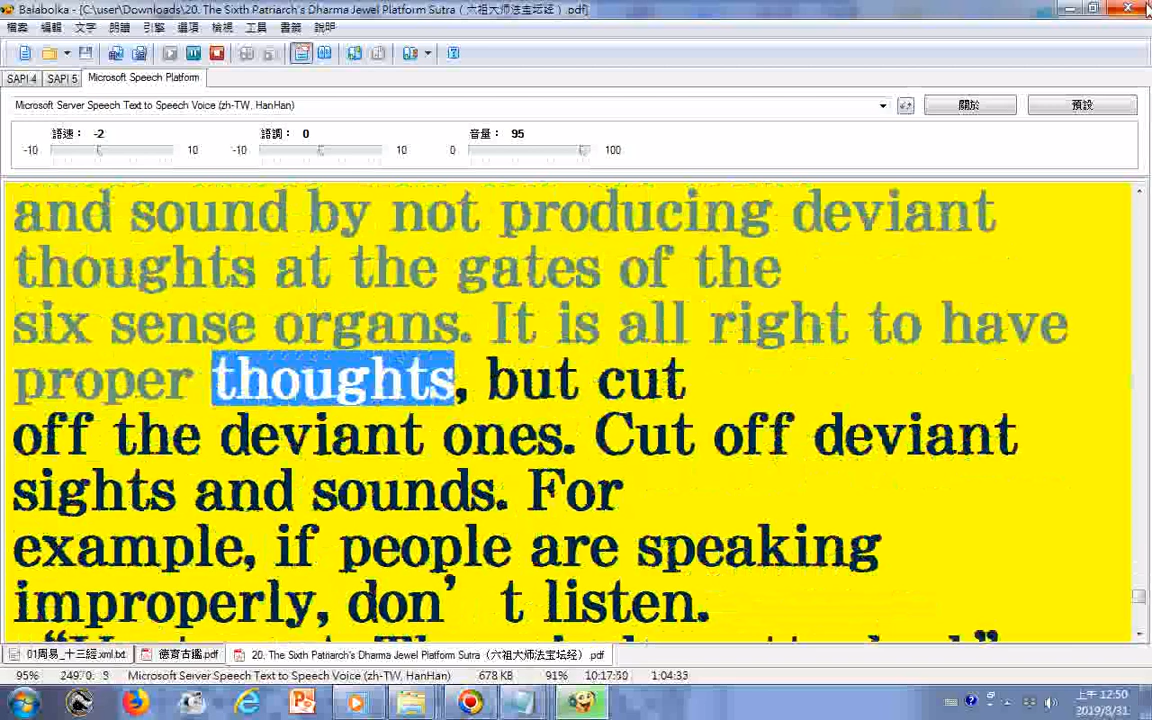 Balabolka - [C:\user\Downloads\20. The Sixth Patriarch's Dharma Jewel Platform Sutra（六祖大师法宝坛经）.pdf]
檔案 編輯 文字 朗讀 引擎 選項 檢視 工具 書籤 說明
SAPI 4 SAPI 5 Microsoft Speech Platform
Microsoft Server Speech Text to Speech Voice (zh-TW, HanHan) 關於 預設
語速： -2 語調： 0 音量： 95
-10 10 -10 10 0 100
and sound by not producing deviant
thoughts at the gates of the
six sense organs. It is all right to have
proper thoughts, but cut
off the deviant ones. Cut off deviant
sights and sounds. For
example, if people are speaking
improperly, don’t listen.
01周易_十三經.xml.txt 德育古鑑.pdf 20. The Sixth Patriarch's Dharma Jewel Platform Sutra（六祖大师法宝坛经）.pdf
95% Microsoft Server Speech Text to Speech Voice (zh-TW, HanHan) 678 KB 91% 10:17:50 1:04:33
上午 12:50
2019/8/31